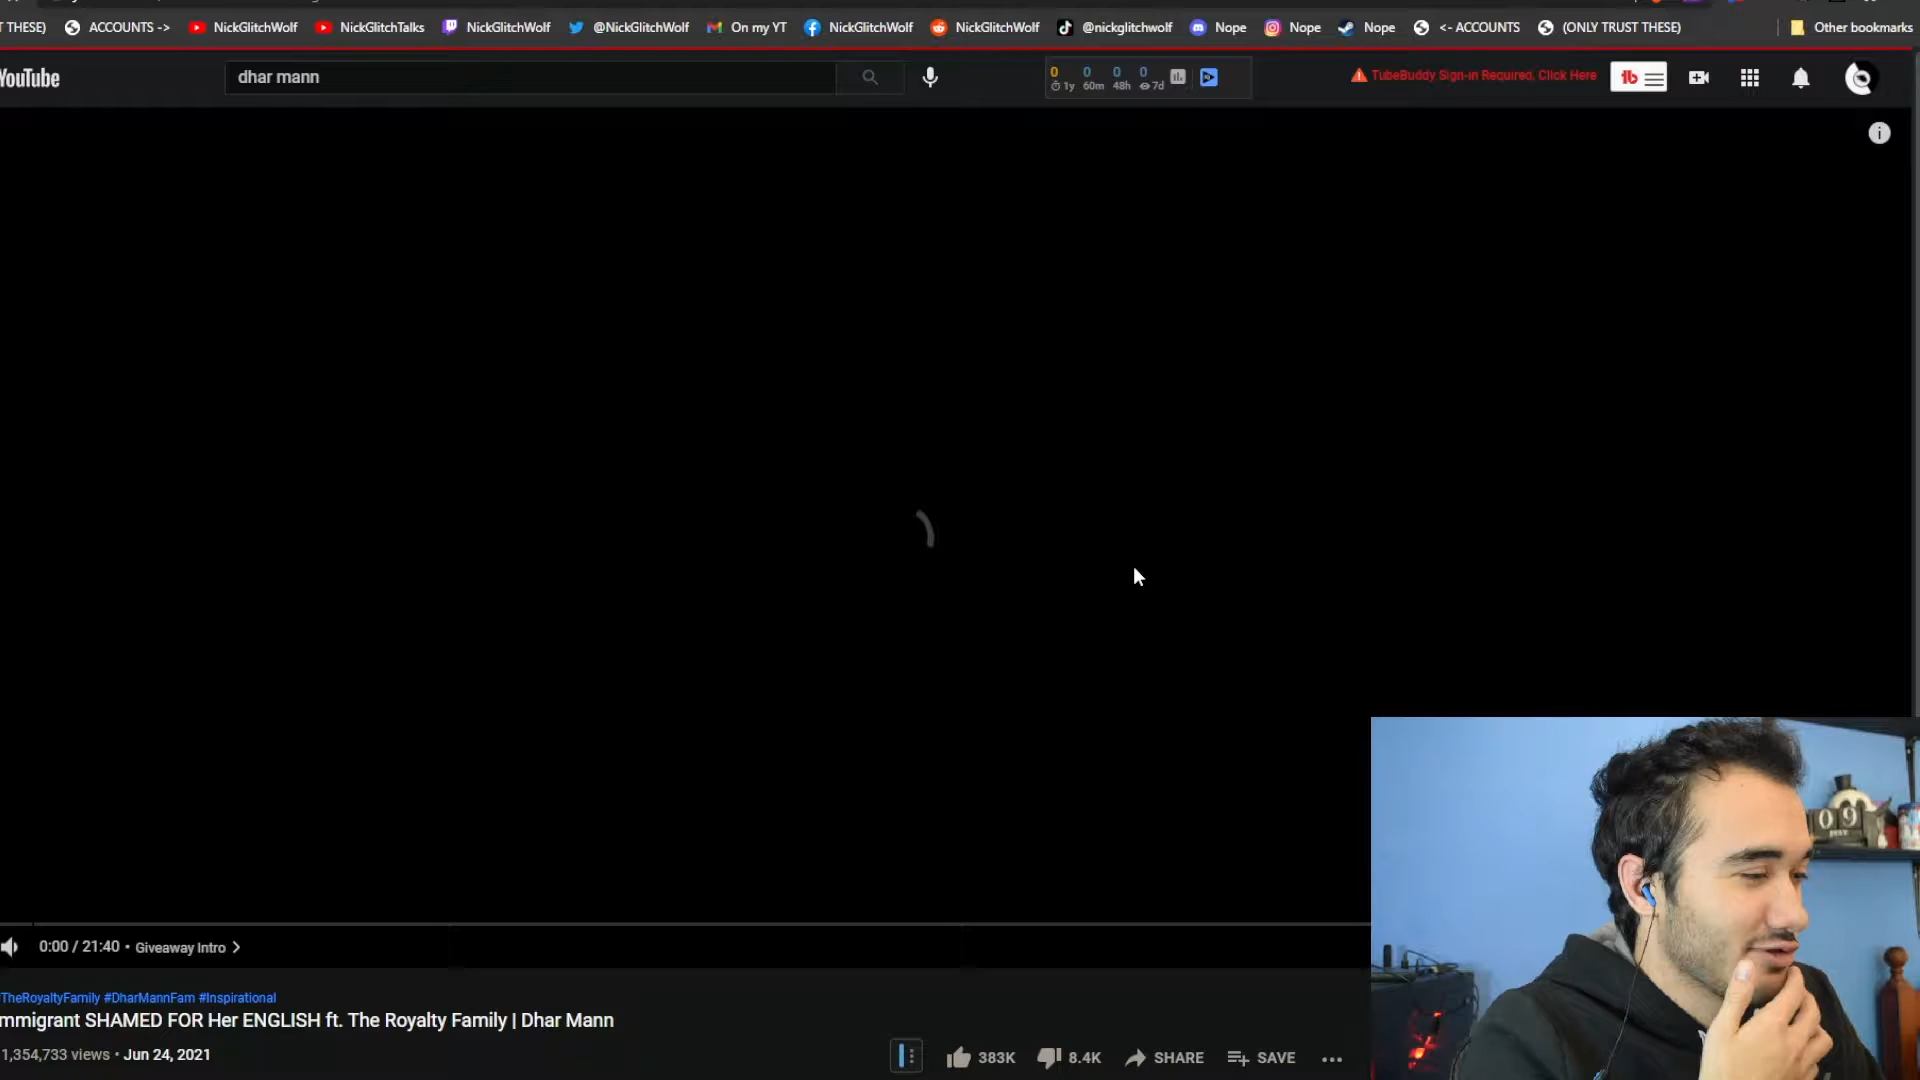 T THESE) ACCOUNTS -> NickGlitchWolf NickGlitchTalks NickGlitchWolf @NickGlitchWolf On my YT NickGlitchWolf NickGlitchWolf @nickglitchwolf Nope Nope Nope <- ACCOUNTS (ONLY TRUST THESE) Other bookmarks
YouTube dhar mann TubeBuddy Sign-in Required, Click Here tb
0 0 0 0
1y 60m 48h 7d
i
09
0:00 / 21:40 • Giveaway Intro >
TheRoyaltyFamily #DharMannFam #Inspirational
mmigrant SHAMED FOR Her ENGLISH ft. The Royalty Family | Dhar Mann
1,354,733 views • Jun 24, 2021
383K 8.4K SHARE SAVE ...